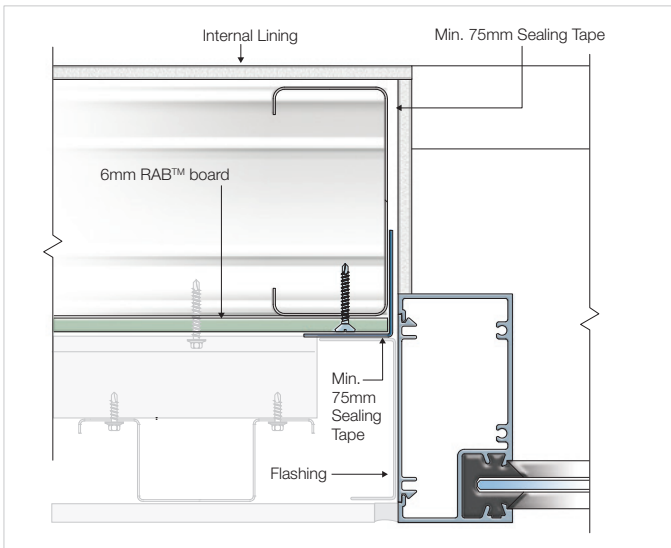 Internal Lining
Min. 75mm Sealing Tape
6mm RAB™ board
Min.
75mm
Sealing
Tape
Flashing